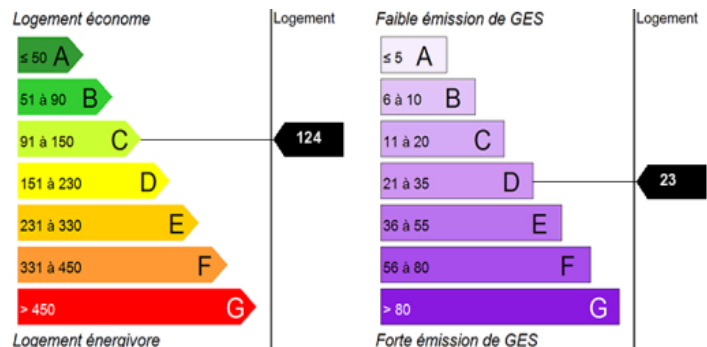 Logement économe
Logement
≤ 50 A
51 à 90 B
91 à 150 C
124
151 à 230 D
231 à 330 E
331 à 450 F
> 450 G
Logement énergivore
Faible émission de GES
Logement
≤ 5 A
6 à 10 B
11 à 20 C
21 à 35 D
23
36 à 55 E
56 à 80 F
> 80 G
Forte émission de GES